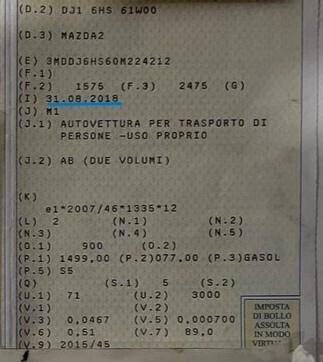 (D.2) DJ1 6HS 61W00
(D.3) MAZDA2
(E) 3MDDJ6HS60M224212
(F.1)
(F.2) 1575 (F.3) 2475 (G)
(I) 31.08.2018
(J) M1
(J.1) AUTOVETTURA PER TRASPORTO DI
PERSONE -USO PROPRIO
(J.2) AB (DUE VOLUMI)
(K)
e1*2007/46*1335*12
(L) 2 (N.1) (N.2)
(N.3) (N.4) (N.5)
(O.1) 900 (O.2)
(P.1) 1499,00 (P.2)077,00 (P.3)GASOL
(P.5) S5
(Q) (S.1) 5 (S.2)
(U.1) 71 (U.2) 3000
(V.1) (V.2)
(V.3) 0,0467 (V.5) 0,000700
(V.6) 0,51 (V.7) 89,0
(V.9) 2015/45
IMPOSTA
DI BOLLO
ASSOLTA
IN MODO